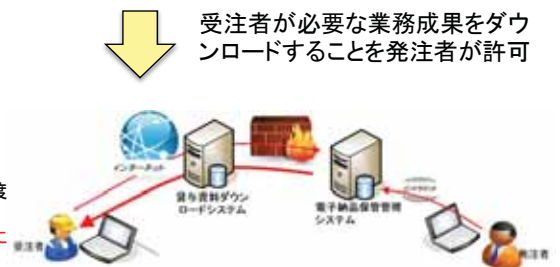 受注者が必要な業務成果をダウ
ンロードすることを発注者が許可
インターネット
貸与資料ダウン
ロードシステム
電子納品保管管理
システム
受注者
発注者